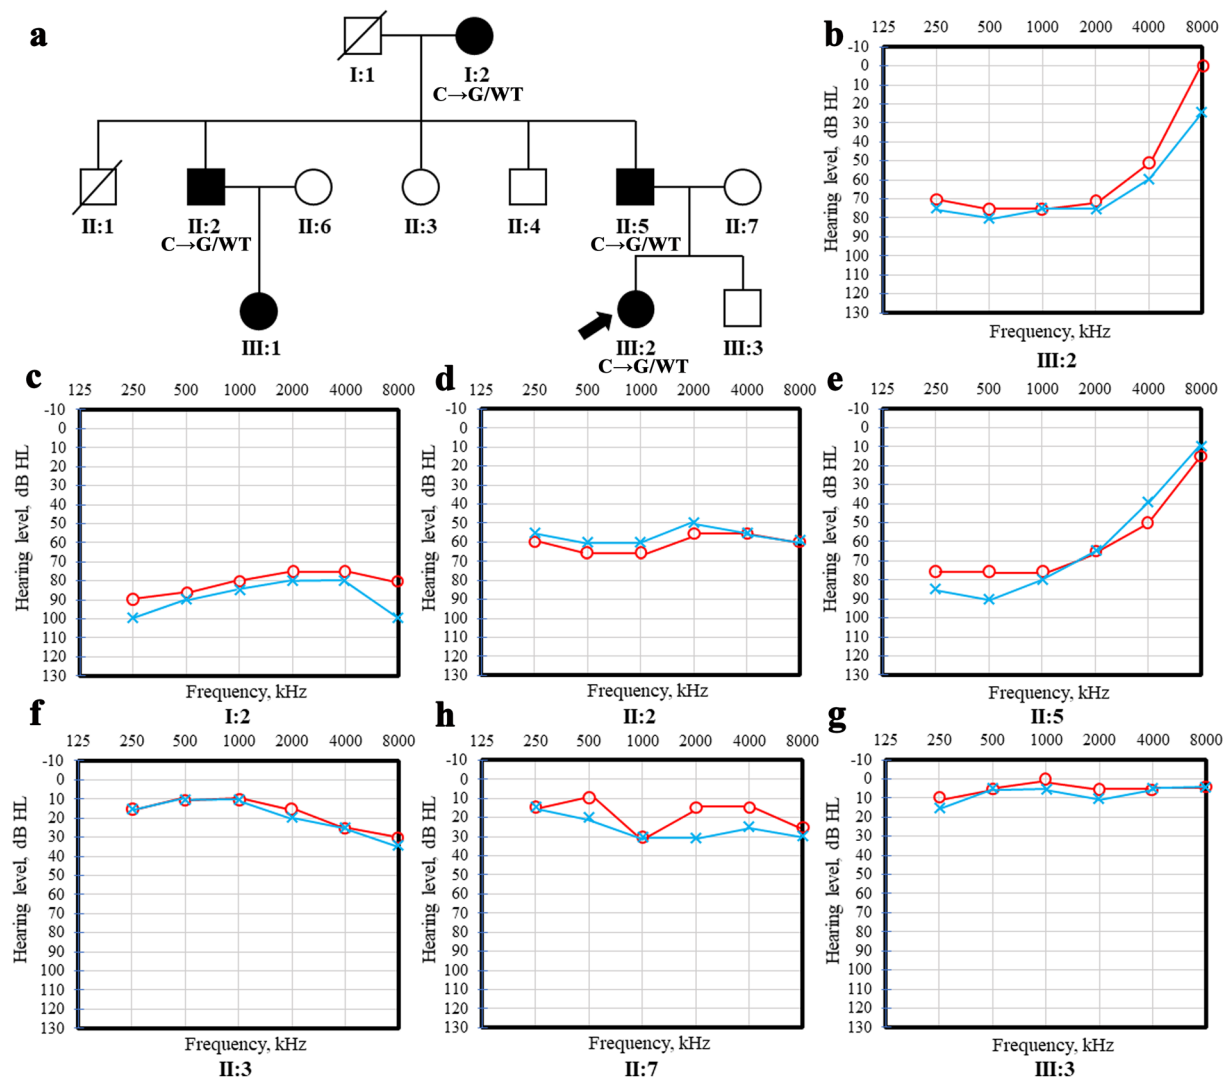 a
I:1
I:2
C→G/WT
II:1
II:2
C→G/WT
II:6
II:3
II:4
II:5
C→G/WT
II:7
III:1
III:2
C→G/WT
III:3
b
125 250 500 1000 2000 4000 8000
-10
0
10
20
30
40
50
60
70
80
90
100
110
120
130
Hearing level, dB HL
Frequency, kHz
III:2
c
125 250 500 1000 2000 4000 8000
-10
0
10
20
30
40
50
60
70
80
90
100
110
120
130
Hearing level, dB HL
Frequency, kHz
I:2
d
125 250 500 1000 2000 4000 8000
-10
0
10
20
30
40
50
60
70
80
90
100
110
120
130
Hearing level, dB HL
Frequency, kHz
II:2
e
125 250 500 1000 2000 4000 8000
-10
0
10
20
30
40
50
60
70
80
90
100
110
120
130
Hearing level, dB HL
Frequency, kHz
II:5
f
125 250 500 1000 2000 4000 8000
-10
0
10
20
30
40
50
60
70
80
90
100
110
120
130
Hearing level, dB HL
Frequency, kHz
II:3
h
125 250 500 1000 2000 4000 8000
-10
0
10
20
30
40
50
60
70
80
90
100
110
120
130
Hearing level, dB HL
Frequency, kHz
II:7
g
125 250 500 1000 2000 4000 8000
-10
0
10
20
30
40
50
60
70
80
90
100
110
120
130
Hearing level, dB HL
Frequency, kHz
III:3